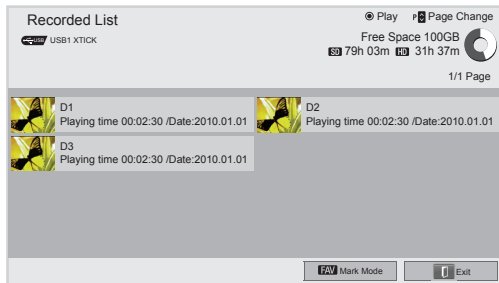 Recorded List
Play P Page Change
USB USB1 XTICK
Free Space 100GB
SD 79h 03m HD 31h 37m
1/1 Page
D1
Playing time 00:02:30 /Date:2010.01.01
D2
Playing time 00:02:30 /Date:2010.01.01
D3
Playing time 00:02:30 /Date:2010.01.01
FAV Mark Mode
Exit